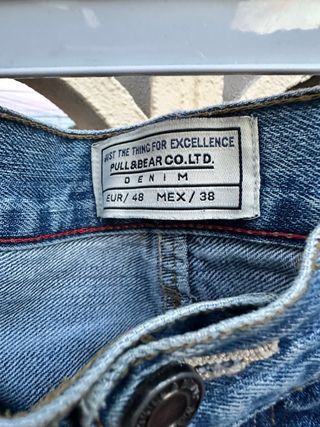 JUST THE THING FOR EXCELLENCE
PULL&BEAR CO.LTD.
DENIM
EUR/ 48 MEX/ 38